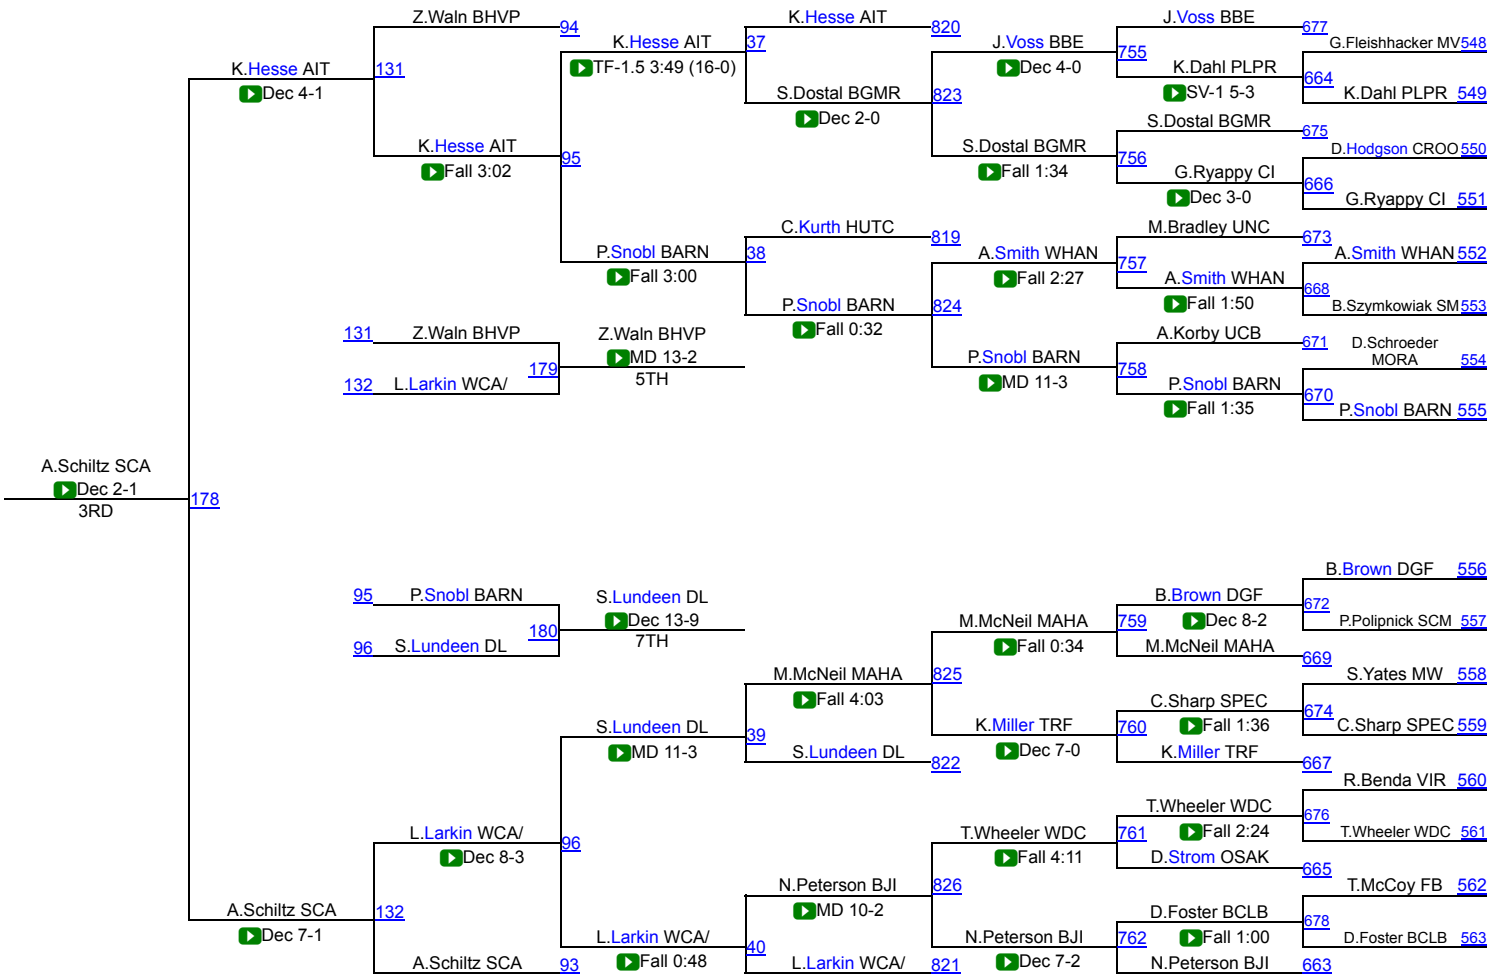 Z.Waln BHVP
94
K.Hesse AIT
820
J.Voss BBE
677
K.Hesse AIT
37
J.Voss BBE
755
G.Fleishhacker MV 548
K.Hesse AIT
131
TF-1.5 3:49 (16-0)
Dec 4-0
K.Dahl PLPR
664
Dec 4-1
S.Dostal BGMR
823
SV-1 5-3
K.Dahl PLPR 549
Dec 2-0
S.Dostal BGMR
675
K.Hesse AIT
95
S.Dostal BGMR
756
D.Hodgson CROO 550
Fall 3:02
Fall 1:34
G.Ryappy CI
666
Dec 3-0
G.Ryappy CI 551
C.Kurth HUTC
819
M.Bradley UNC
673
P.Snobl BARN
38
A.Smith WHAN
757
A.Smith WHAN 552
Fall 3:00
Fall 2:27
A.Smith WHAN
668
P.Snobl BARN
824
Fall 1:50
B.Szymkowiak SM 553
Fall 0:32
131
Z.Waln BHVP
Z.Waln BHVP
A.Korby UCB
671
MD 13-2
P.Snobl BARN
758
D.Schroeder
MORA 554
179
5TH
MD 11-3
132
L.Larkin WCA/
P.Snobl BARN
670
Fall 1:35
P.Snobl BARN 555
A.Schiltz SCA
Dec 2-1
178
3RD
B.Brown DGF 556
95
P.Snobl BARN
S.Lundeen DL
B.Brown DGF
672
Dec 13-9
M.McNeil MAHA
759
Dec 8-2
P.Polipnick SCM 557
180
7TH
Fall 0:34
96
S.Lundeen DL
M.McNeil MAHA
669
M.McNeil MAHA
825
S.Yates MW 558
Fall 4:03
C.Sharp SPEC
674
S.Lundeen DL
39
K.Miller TRF
760
Fall 1:36
C.Sharp SPEC 559
MD 11-3
Dec 7-0
S.Lundeen DL
822
K.Miller TRF
667
R.Benda VIR 560
L.Larkin WCA/
96
T.Wheeler WDC
761
T.Wheeler WDC
676
Dec 8-3
Fall 4:11
Fall 2:24
T.Wheeler WDC 561
D.Strom OSAK
665
N.Peterson BJI
826
T.McCoy FB 562
A.Schiltz SCA
132
MD 10-2
D.Foster BCLB
678
Dec 7-1
L.Larkin WCA/
40
N.Peterson BJI
762
Fall 1:00
D.Foster BCLB 563
A.Schiltz SCA
93
Fall 0:48
L.Larkin WCA/
821
Dec 7-2
N.Peterson BJI
663